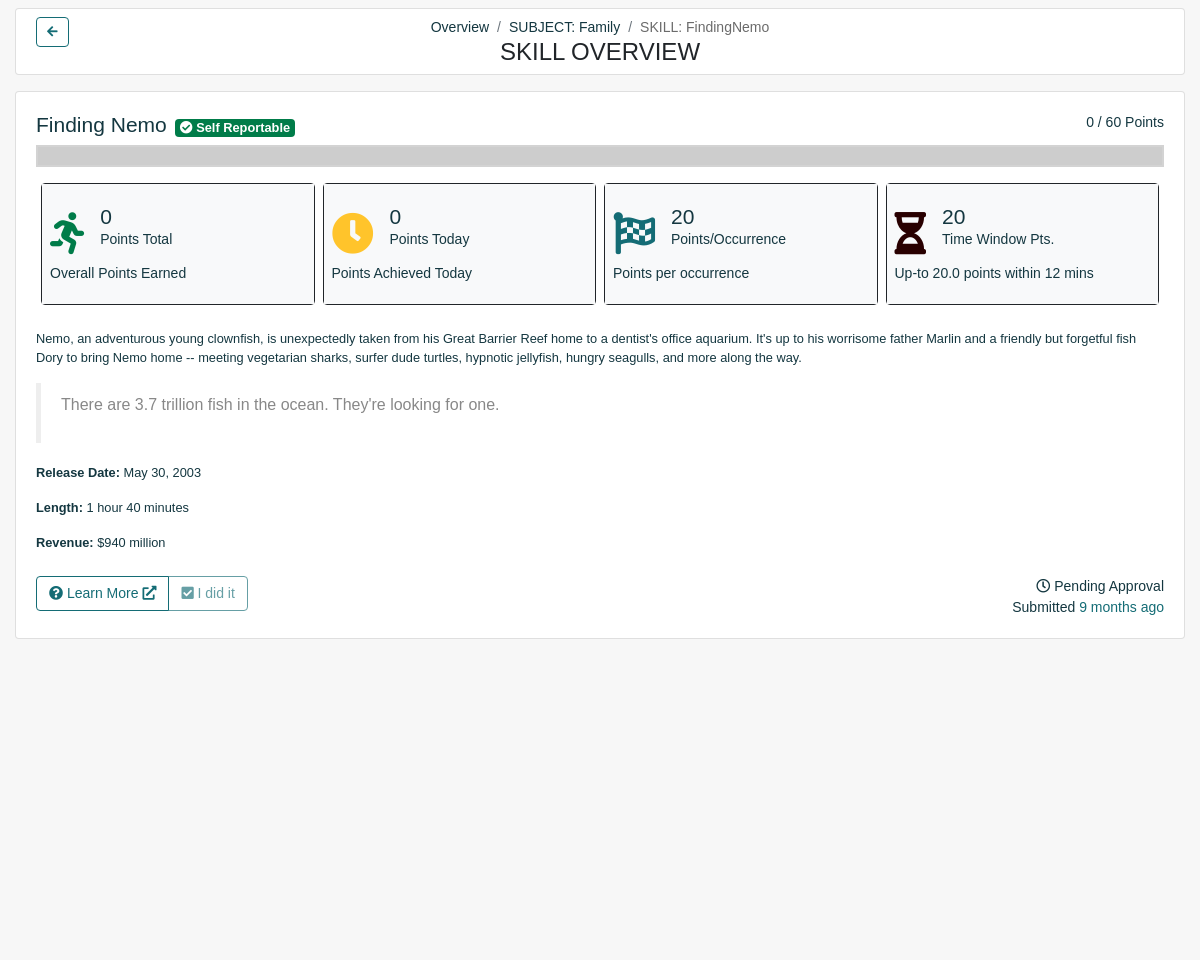 Overview / SUBJECT: Family / SKILL: FindingNemo
SKILL OVERVIEW
Finding Nemo Self Reportable
0 / 60 Points
0
Points Total
Overall Points Earned
0
Points Today
Points Achieved Today
20
Points/Occurrence
Points per occurrence
20
Time Window Pts.
Up-to 20.0 points within 12 mins
Nemo, an adventurous young clownfish, is unexpectedly taken from his Great Barrier Reef home to a dentist's office aquarium. It's up to his worrisome father Marlin and a friendly but forgetful fish
Dory to bring Nemo home -- meeting vegetarian sharks, surfer dude turtles, hypnotic jellyfish, hungry seagulls, and more along the way.
There are 3.7 trillion fish in the ocean. They're looking for one.
Release Date: May 30, 2003
Length: 1 hour 40 minutes
Revenue: $940 million
Learn More
I did it
Pending Approval
Submitted 9 months ago